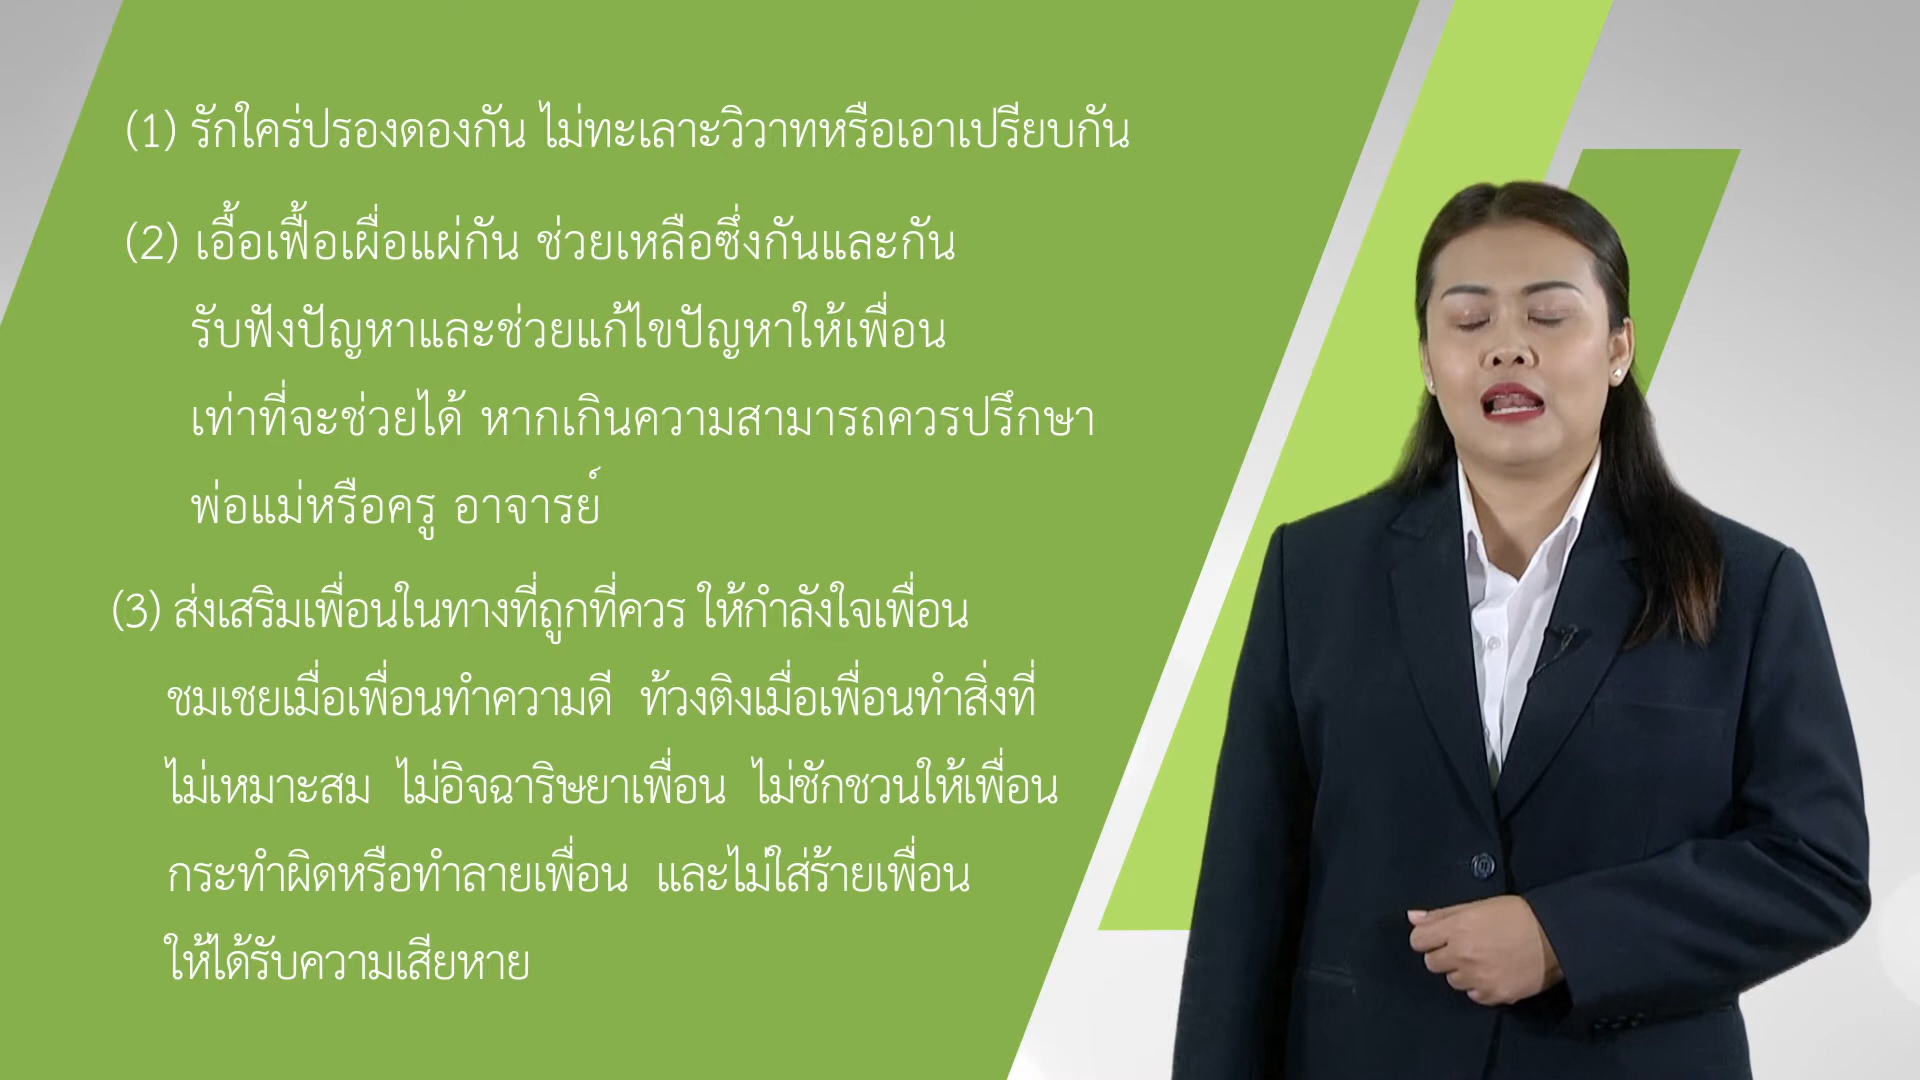 (1) รักใคร่ปรองดองกัน ไม่ทะเลาะวิวาทหรือเอาเปรียบกัน
(2) เอื้อเฟื้อเผื่อแผ่กัน ช่วยเหลือซึ่งกันและกัน
รับฟังปัญหาและช่วยแก้ไขปัญหาให้เพื่อน
เท่าที่จะช่วยได้ หากเกินความสามารถควรปรึกษา
พ่อแม่หรือครู อาจารย์
(3) ส่งเสริมเพื่อนในทางที่ถูกที่ควร ให้กำลังใจเพื่อน
ชมเชยเมื่อเพื่อนทำความดี ท้วงติงเมื่อเพื่อนทำสิ่งที่
ไม่เหมาะสม ไม่อิจฉาริษยาเพื่อน ไม่ชักชวนให้เพื่อน
กระทำผิดหรือทำลายเพื่อน และไม่ใส่ร้ายเพื่อน
ให้ได้รับความเสียหาย